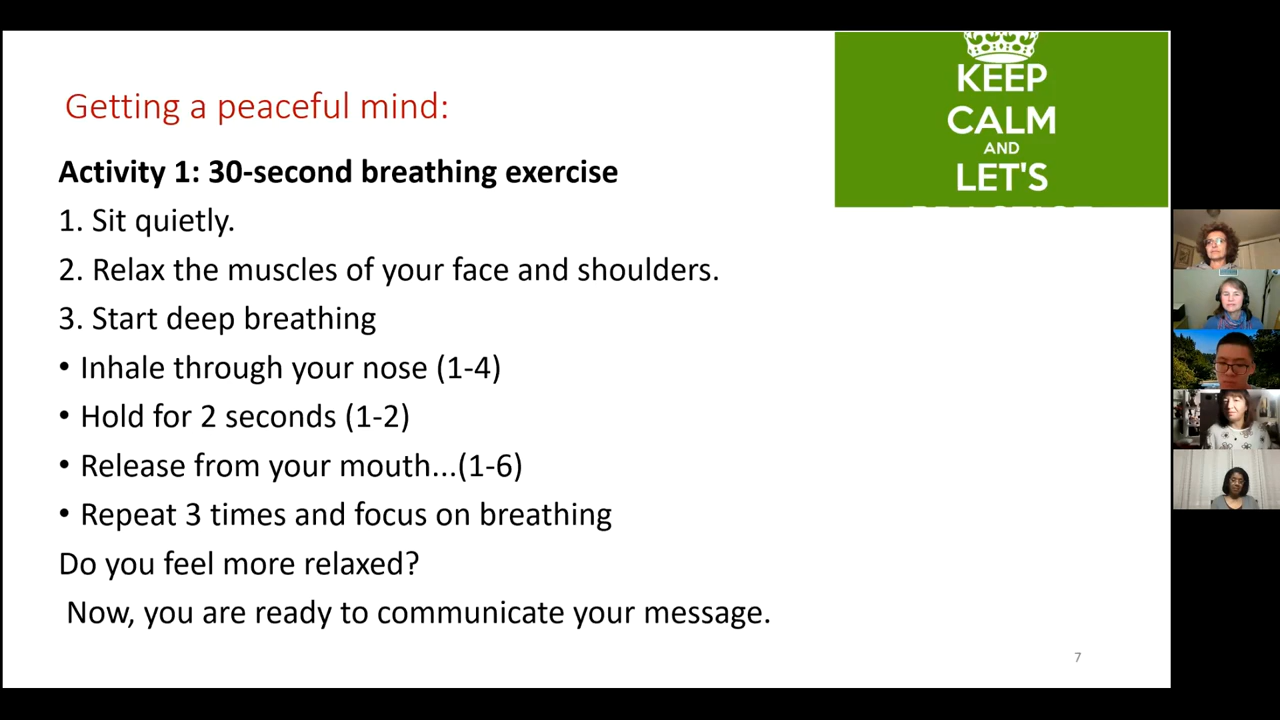 KEEP
CALM
AND
LET'S
Getting a peaceful mind:
Activity 1: 30-second breathing exercise
1. Sit quietly.
2. Relax the muscles of your face and shoulders.
3. Start deep breathing
• Inhale through your nose (1-4)
• Hold for 2 seconds (1-2)
• Release from your mouth...(1-6)
• Repeat 3 times and focus on breathing
Do you feel more relaxed?
Now, you are ready to communicate your message.
7